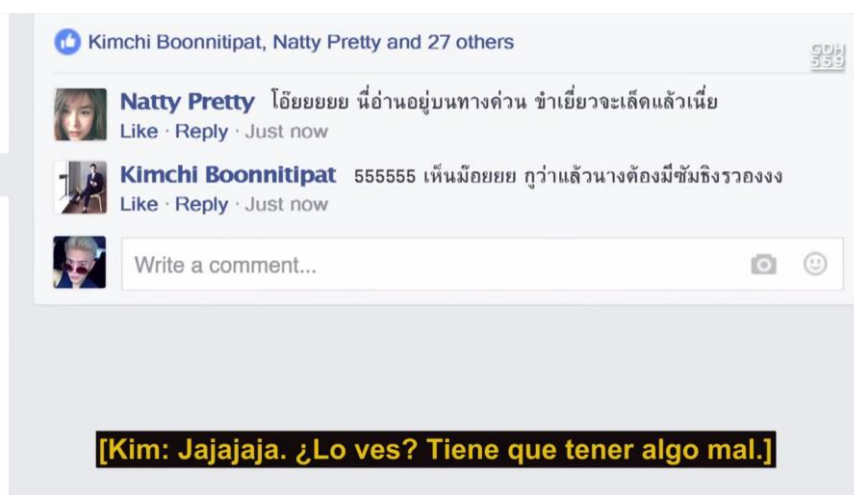 Kimchi Boonnitipat, Natty Pretty and 27 others
GDH
559
Natty Pretty โอ๊ยยยยย นี่อ่านอยู่บนทางด่วน ขำเยี่ยวจะเล็ดแล้วเนี่ย
Like · Reply · Just now
Kimchi Boonnitipat 555555 เห็นม๊อยยย กูว่าแล้วนางต้องมีซัมธิงรวองงง
Like · Reply · Just now
Write a comment...
[Kim: Jajajaja. ¿Lo ves? Tiene que tener algo mal.]